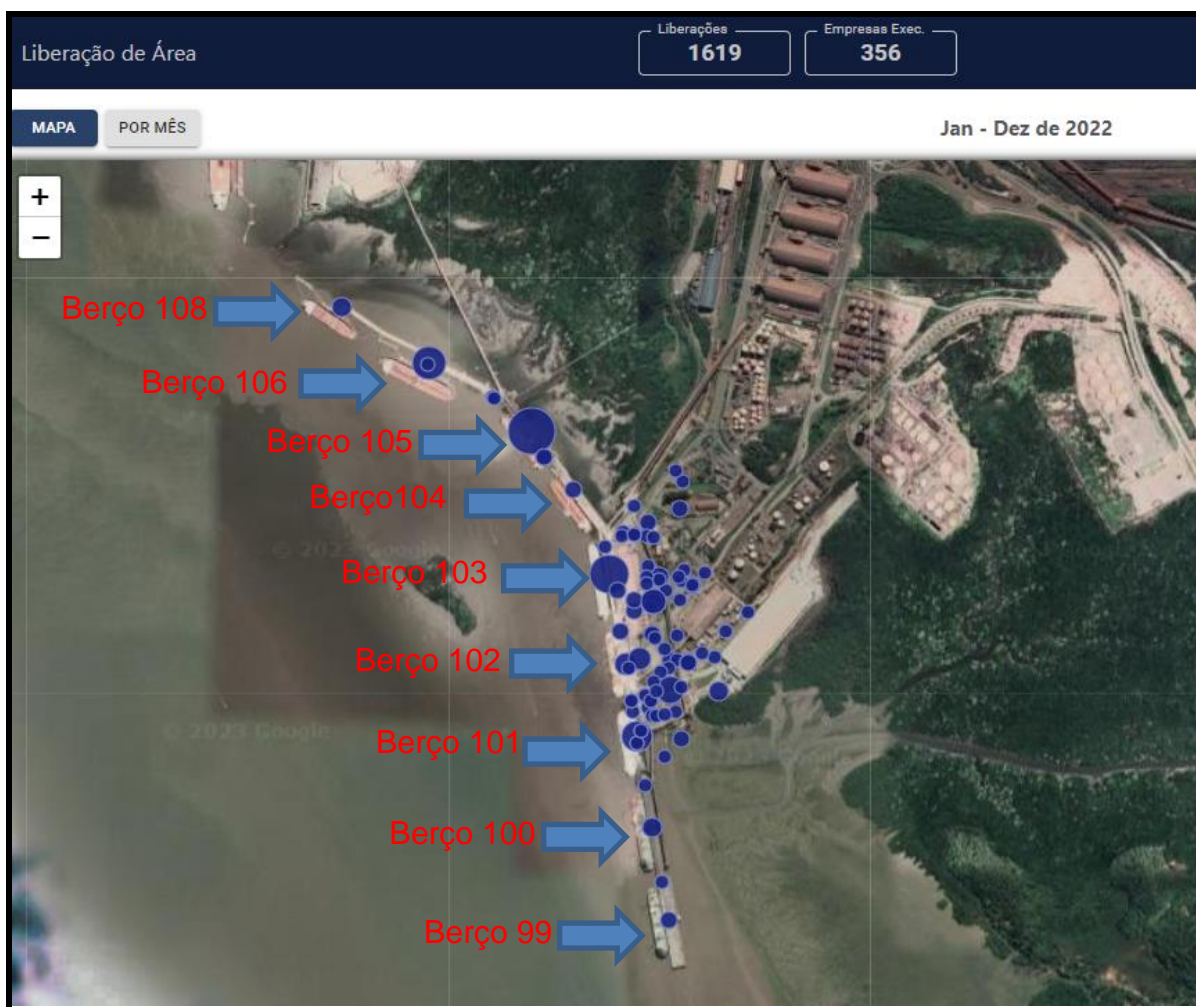 Liberações
Empresas Exec.
Liberação de Área
1619
356
MAPA
POR MÊS
Jan - Dez de 2022
+
−
Berço 108
Berço 106
Berço 105
Berço104
© 2023 Google
Berço 103
Berço 102
© 2023 Google
Berço 101
Berço 100
Berço 99